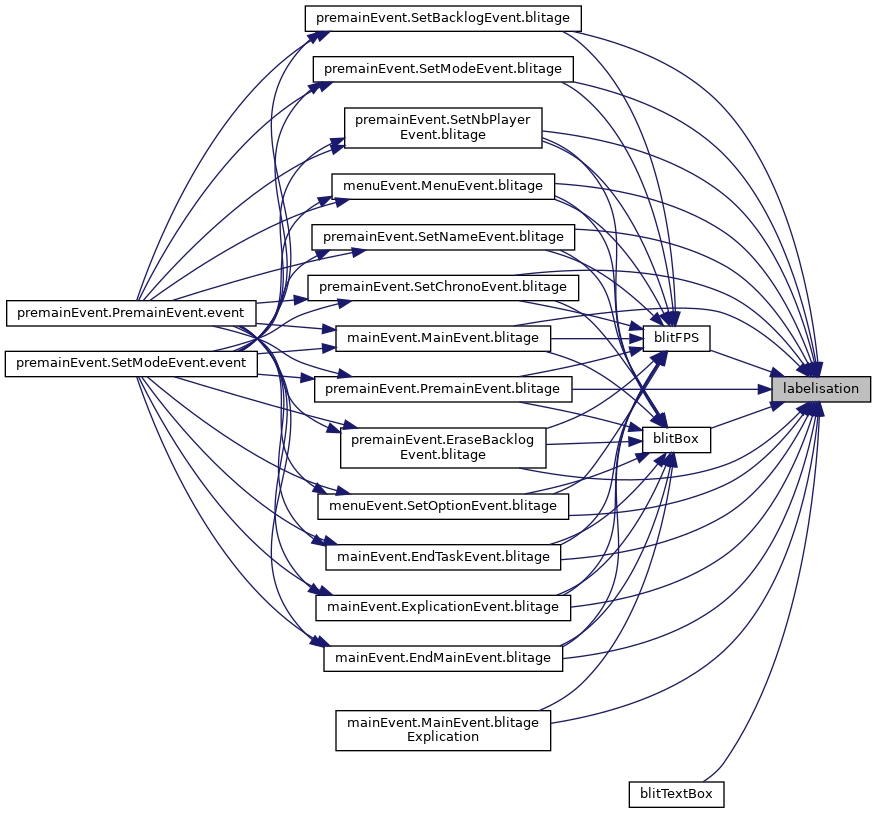 premainEvent.SetBacklogEvent.blitage
premainEvent.SetModeEvent.blitage
premainEvent.SetNbPlayer
Event.blitage
menuEvent.MenuEvent.blitage
premainEvent.SetNameEvent.blitage
premainEvent.SetChronoEvent.blitage
premainEvent.PremainEvent.event
mainEvent.MainEvent.blitage
blitFPS
premainEvent.SetModeEvent.event
premainEvent.PremainEvent.blitage
labelisation
premainEvent.EraseBacklog
Event.blitage
blitBox
menuEvent.SetOptionEvent.blitage
mainEvent.EndTaskEvent.blitage
mainEvent.ExplicationEvent.blitage
mainEvent.EndMainEvent.blitage
mainEvent.MainEvent.blitage
Explication
blitTextBox